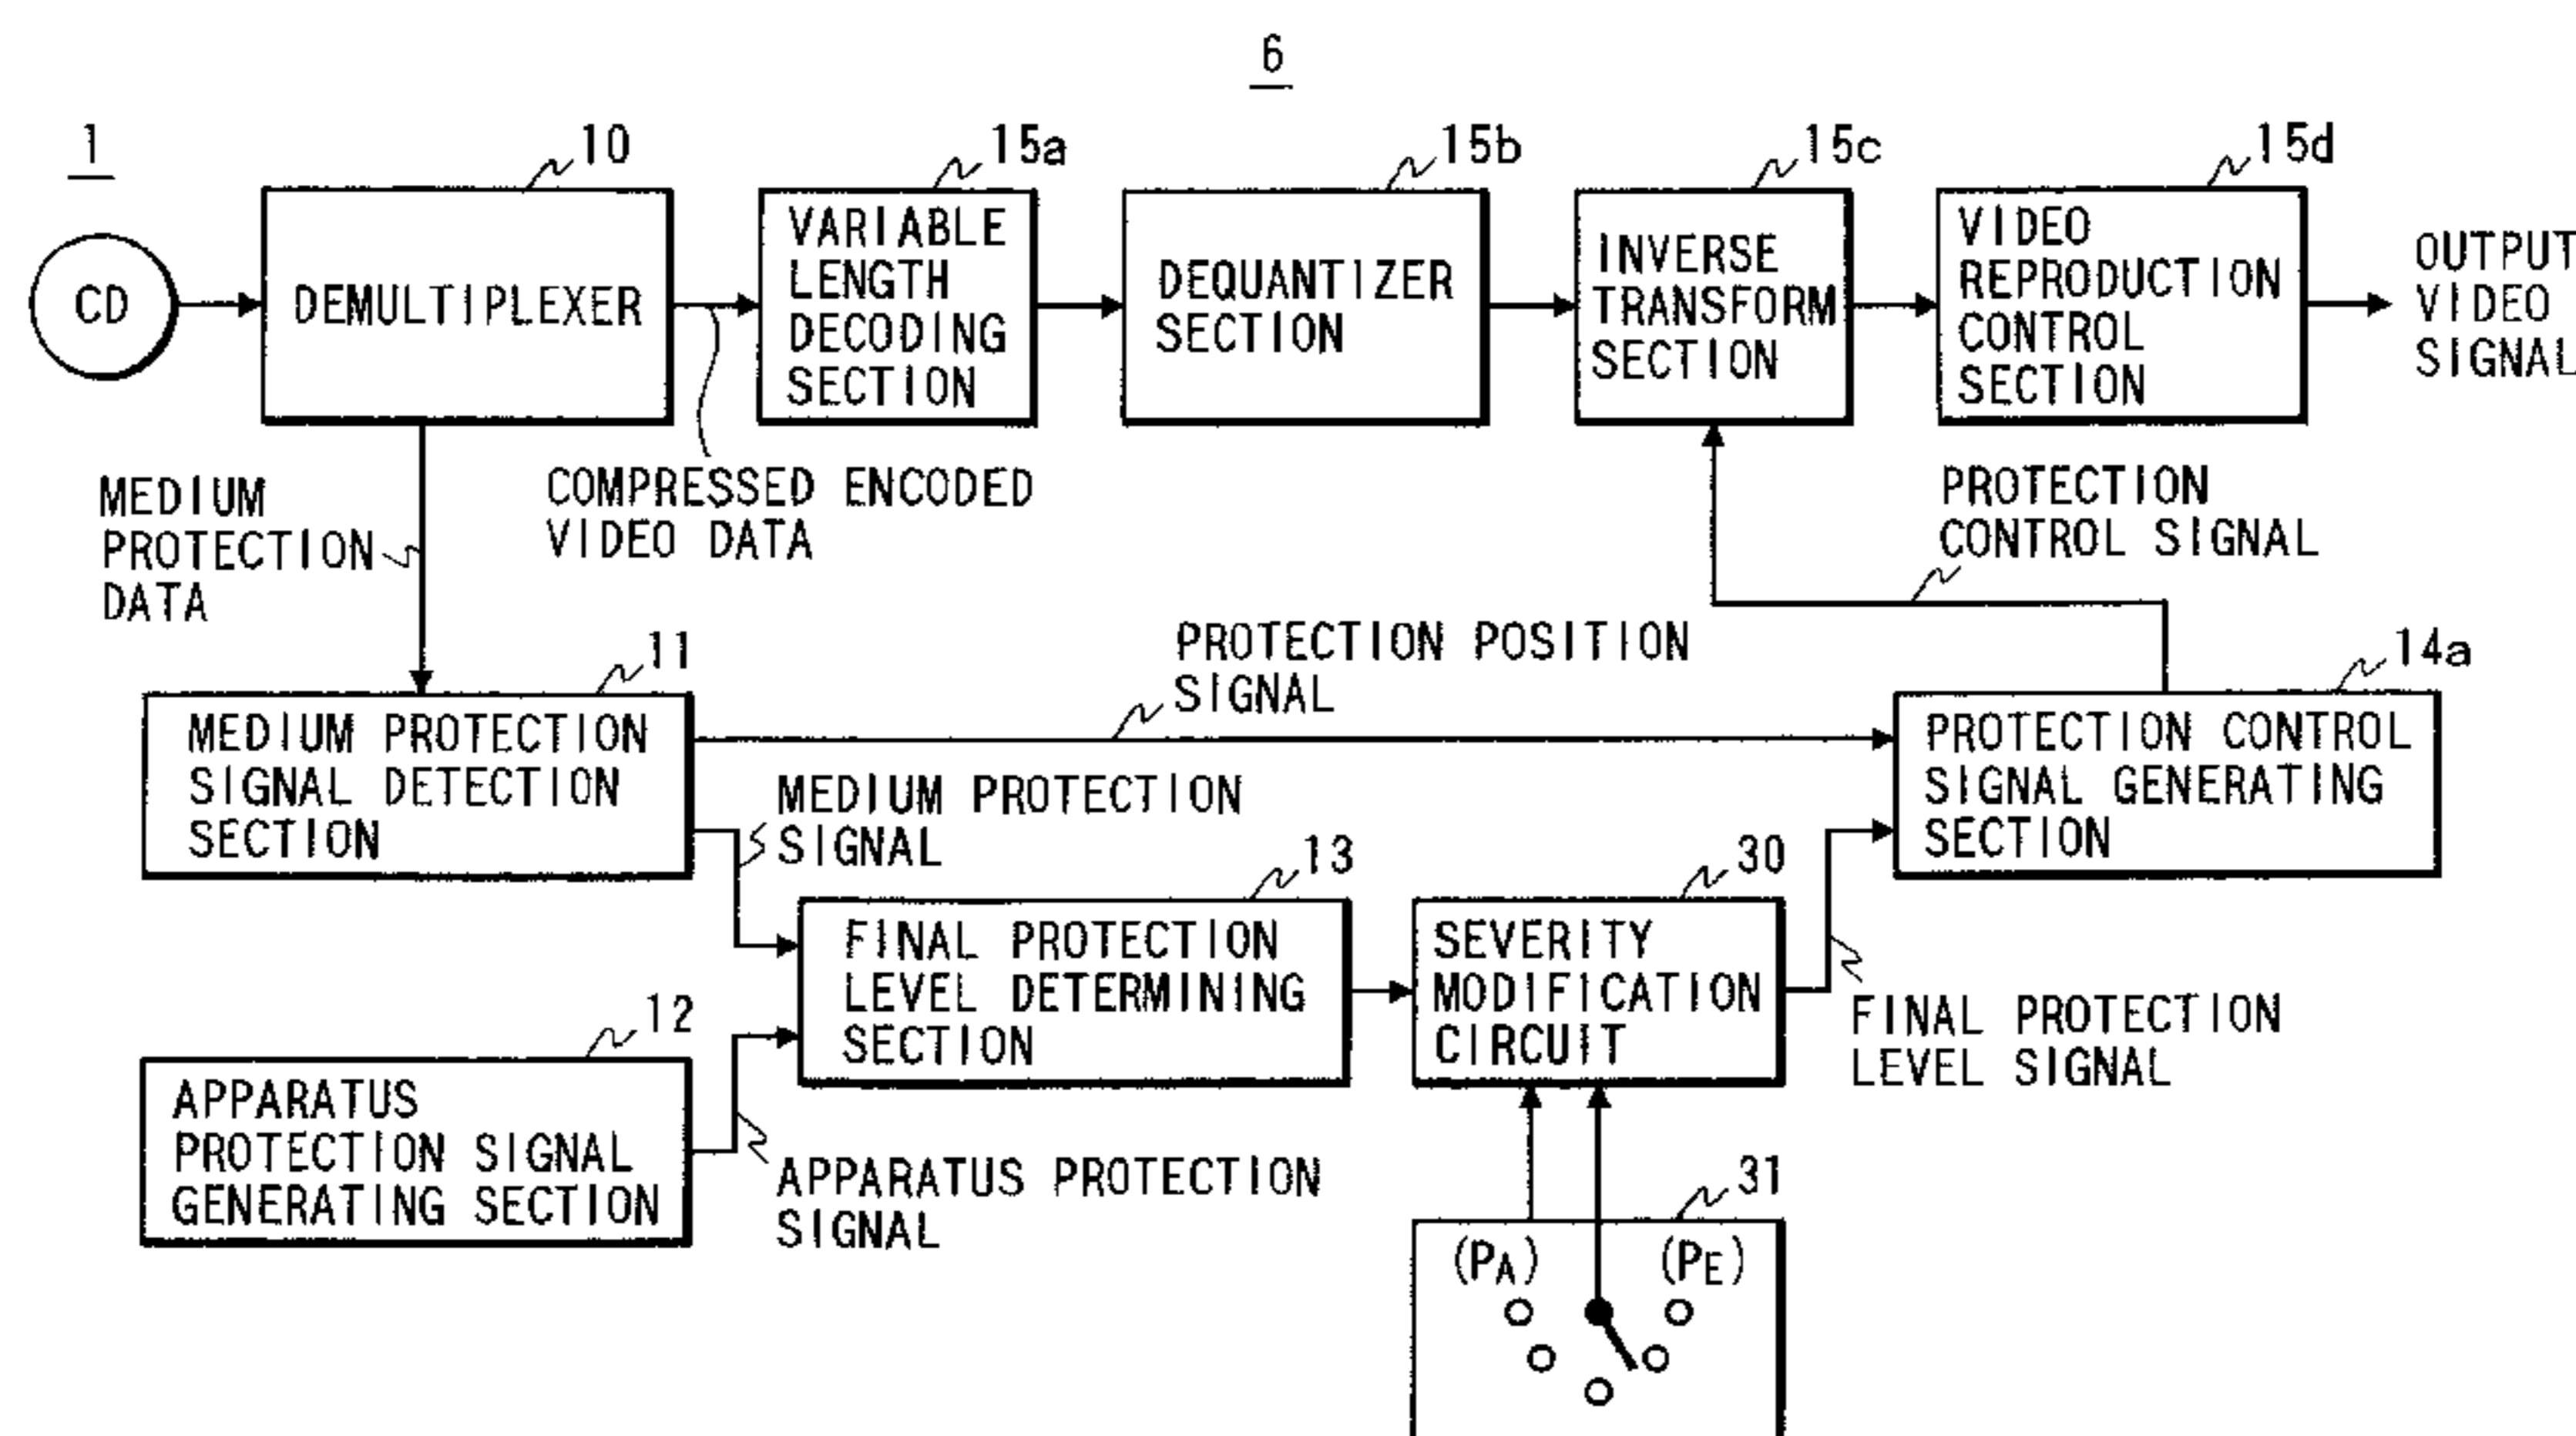 6
1
10
15a
15b
15c
15d
CD
DEMULTIPLEXER
VARIABLE
LENGTH
DECODING
SECTION
DEQUANTIZER
SECTION
INVERSE
TRANSFORM
SECTION
VIDEO
REPRODUCTION
CONTROL
SECTION
OUTPUT
VIDEO
SIGNAL
MEDIUM
PROTECTION
DATA
COMPRESSED ENCODED
VIDEO DATA
PROTECTION
CONTROL SIGNAL
11
PROTECTION POSITION
SIGNAL
14a
MEDIUM PROTECTION
SIGNAL DETECTION
SECTION
MEDIUM PROTECTION
SIGNAL
PROTECTION CONTROL
SIGNAL GENERATING
SECTION
13
30
FINAL PROTECTION
LEVEL DETERMINING
SECTION
SEVERITY
MODIFICATION
CIRCUIT
FINAL PROTECTION
LEVEL SIGNAL
12
APPARATUS
PROTECTION SIGNAL
GENERATING SECTION
APPARATUS PROTECTION
SIGNAL
31
(PA)
(PE)